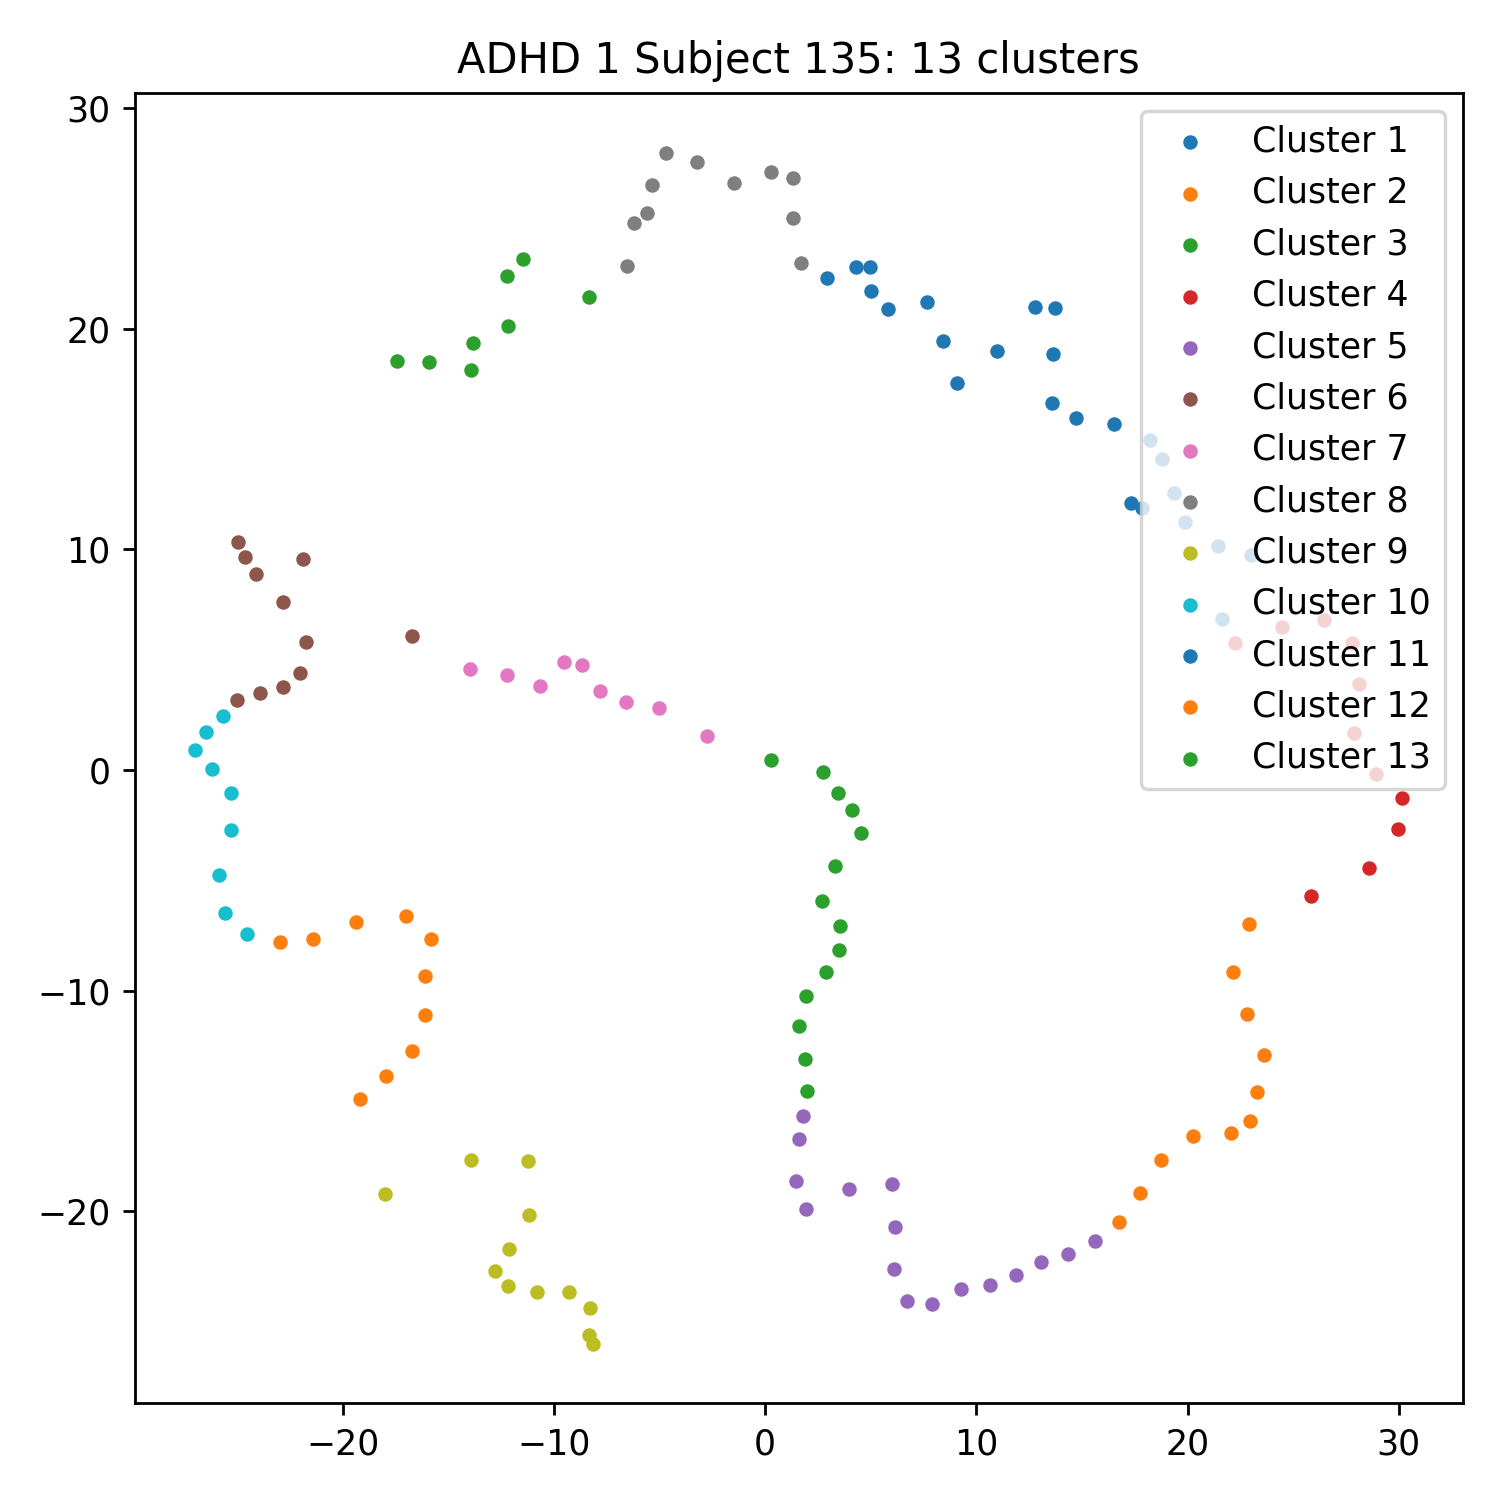 ADHD 1 Subject 135: 13 clusters
30
20
10
0
−10
−20
−20
−10
0
10
20
30
Cluster 1
Cluster 2
Cluster 3
Cluster 4
Cluster 5
Cluster 6
Cluster 7
Cluster 8
Cluster 9
Cluster 10
Cluster 11
Cluster 12
Cluster 13